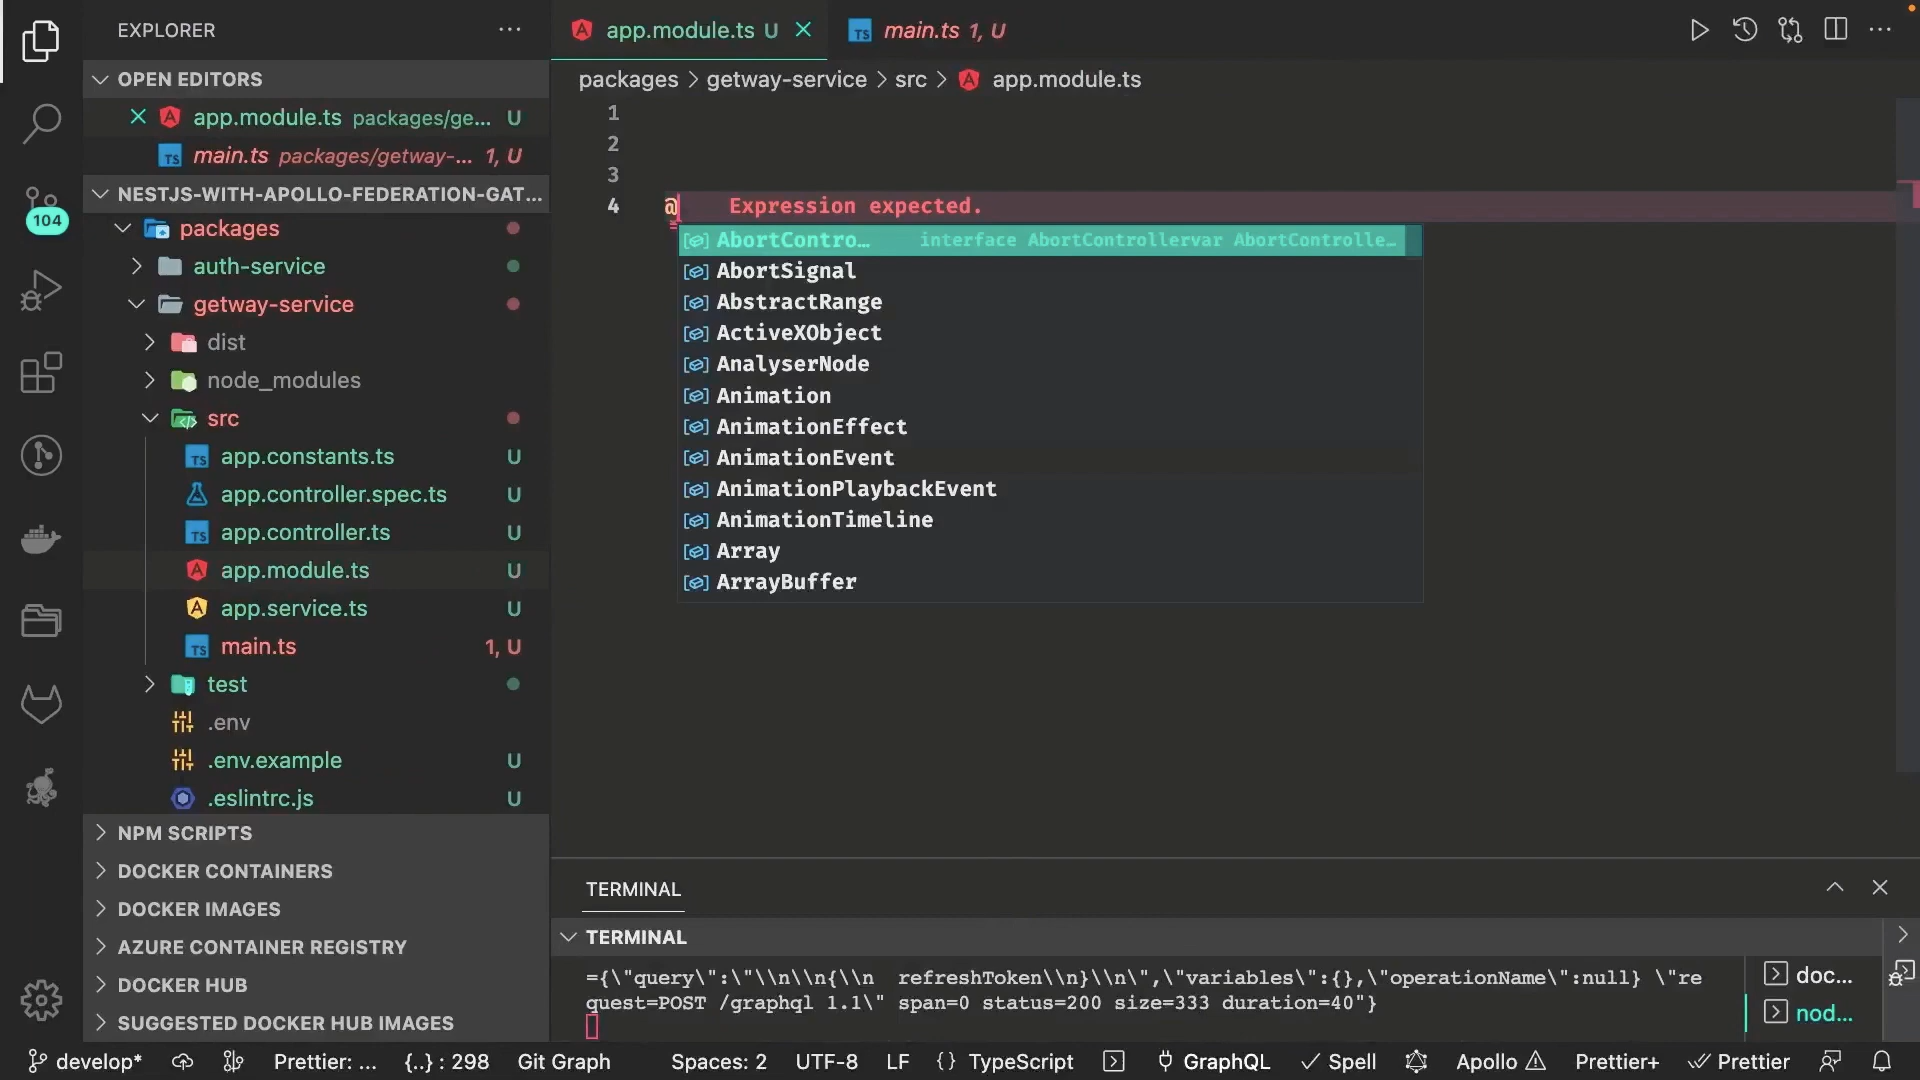 EXPLORER
OPEN EDITORS
app.module.ts packages/ge... U
main.ts packages/getway-... 1, U
NESTJS-WITH-APOLLO-FEDERATION-GAT...
104
packages
auth-service
getway-service
dist
node_modules
src
app.constants.ts U
app.controller.spec.ts U
app.controller.ts U
app.module.ts U
app.service.ts U
main.ts 1, U
test
.env
.env.example U
.eslintrc.js U
NPM SCRIPTS
DOCKER CONTAINERS
DOCKER IMAGES
AZURE CONTAINER REGISTRY
DOCKER HUB
SUGGESTED DOCKER HUB IMAGES
app.module.ts U
main.ts 1, U
packages > getway-service > src > app.module.ts
1
2
3
4 @ Expression expected.
AbortContro... interface AbortControllervar AbortControlle...
AbortSignal
AbstractRange
ActiveXObject
AnalyserNode
Animation
AnimationEffect
AnimationEvent
AnimationPlaybackEvent
AnimationTimeline
Array
ArrayBuffer
TERMINAL
TERMINAL
={\"query\":\"\\n\\n{\\n  refreshToken\\n}\\n\",\"variables\":{},\"operationName\":null} \"re
quest=POST /graphql 1.1\" span=0 status=200 size=333 duration=40"}
doc...
nod...
develop* Prettier: ... {..} : 298 Git Graph Spaces: 2 UTF-8 LF {} TypeScript GraphQL Spell Apollo Prettier+ Prettier